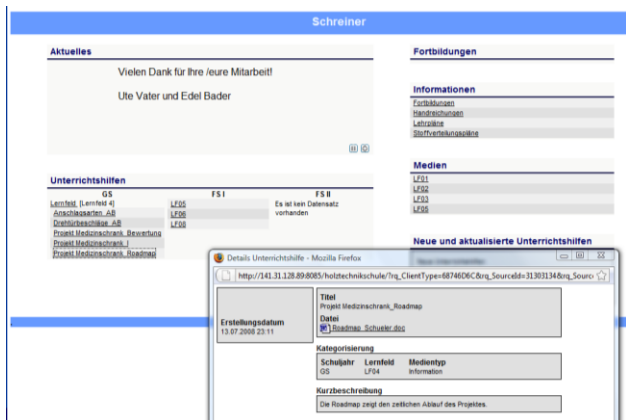 Schreiner
Aktuelles
Vielen Dank für Ihre /eure Mitarbeit!
Ute Vater und Edel Bader
Fortbildungen
Informationen
Fortbildungen
Handreichungen
Lehrpläne
Stoffverteilungspläne
Medien
LF01
LF02
LF03
LF05
Unterrichtshilfen
GS FS I FS II
Lernfeld [Lernfeld 4] LF05 Es ist kein Datensatz
Anschlagsarten_AB LF06 vorhanden
Drehtürbeschläge_AB LF08
Projekt Medizinschrank_Bewertung
Projekt Medizinschrank_I
Projekt Medizinschrank_Roadmap
Neue und aktualisierte Unterrichtshilfen
Details Unterrichtshilfe - Mozilla Firefox
http://141.31.128.89:8085/holztechnikschule/?rq_ClientType=68746D6C&rq_SourceId=31303134&rq_Sourc
Titel
Projekt Medizinschrank_Roadmap
Datei
Roadmap_Schueler.doc
Erstellungsdatum
13.07.2008 23:11
Kategorisierung
Schuljahr Lernfeld Medientyp
GS LF04 Information
Kurzbeschreibung
Die Roadmap zeigt den zeitlichen Ablauf des Projektes.